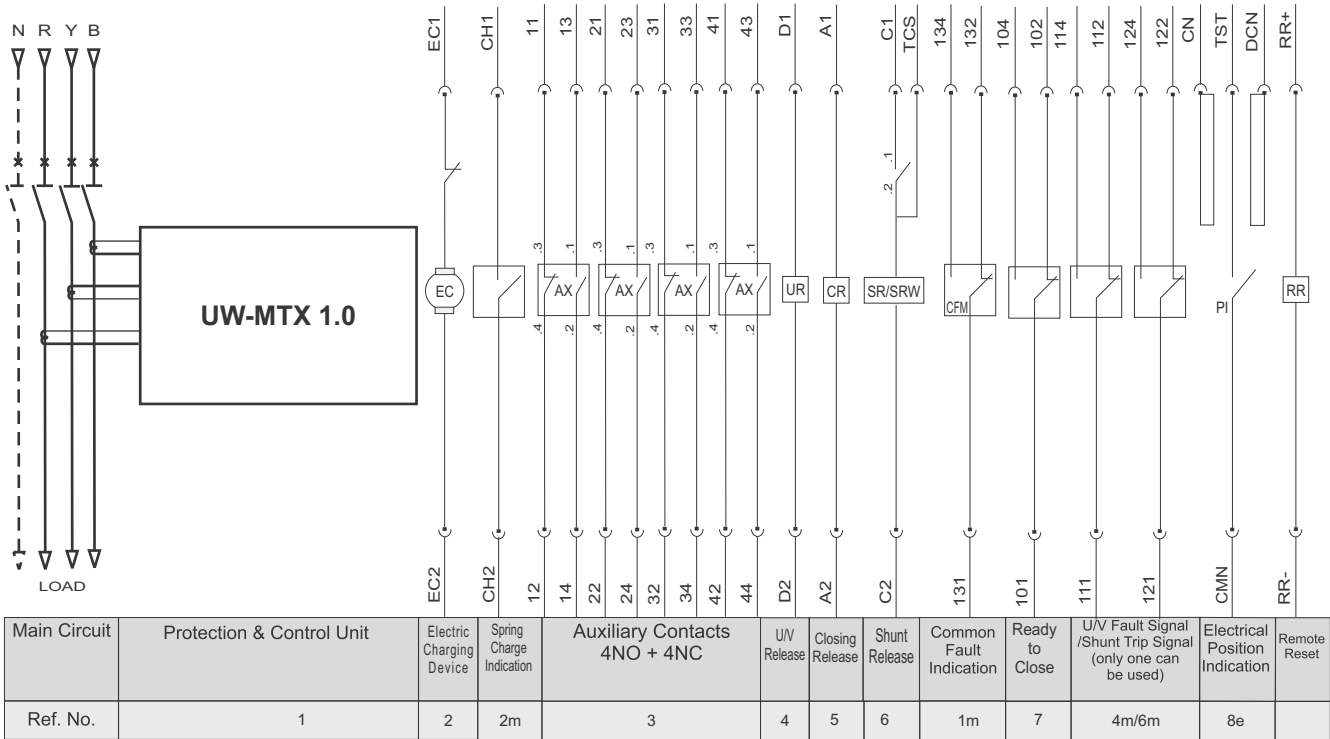 N R Y B
EC1
CH1
11
13
21
23
31
33
41
43
D1
A1
C1
TCS
134
132
104
102
114
112
124
122
CN
TST
DCN
RR+
.1
.2
.3
.1
.3
.1
.3
.1
.3
.1
UW-MTX 1.0
EC
AX
AX
AX
AX
UR
CR
SR/SRW
CFM
PI
RR
.4
.2
.4
.2
.4
.2
.4
.2
LOAD
EC2
CH2
12
14
22
24
32
34
42
44
D2
A2
C2
131
101
111
121
CMN
RR-
Main Circuit
Protection & Control Unit
Electric
Charging
Device
Spring
Charge
Indication
Auxiliary Contacts
4NO + 4NC
U/V
Release
Closing
Release
Shunt
Release
Common
Fault
Indication
Ready
to
Close
U/V Fault Signal
/Shunt Trip Signal
(only one can
be used)
Electrical
Position
Indication
Remote
Reset
Ref. No.
1
2
2m
3
4
5
6
1m
7
4m/6m
8e